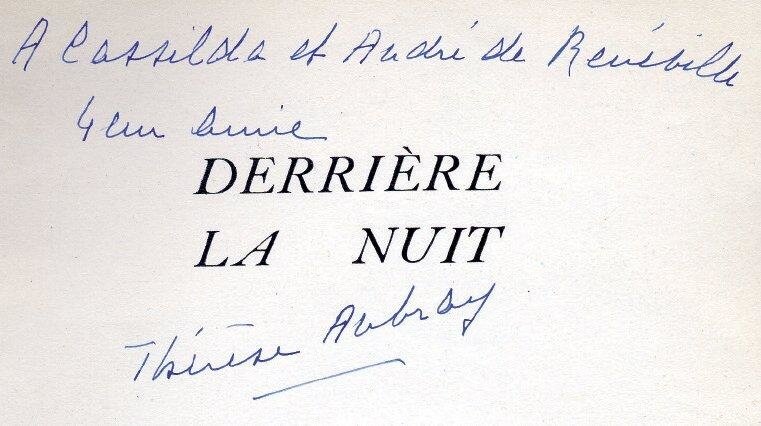 A Cassilda et André de Renéville
leur amie
DERRIÈRE
LA NUIT
Thérèse Aubray